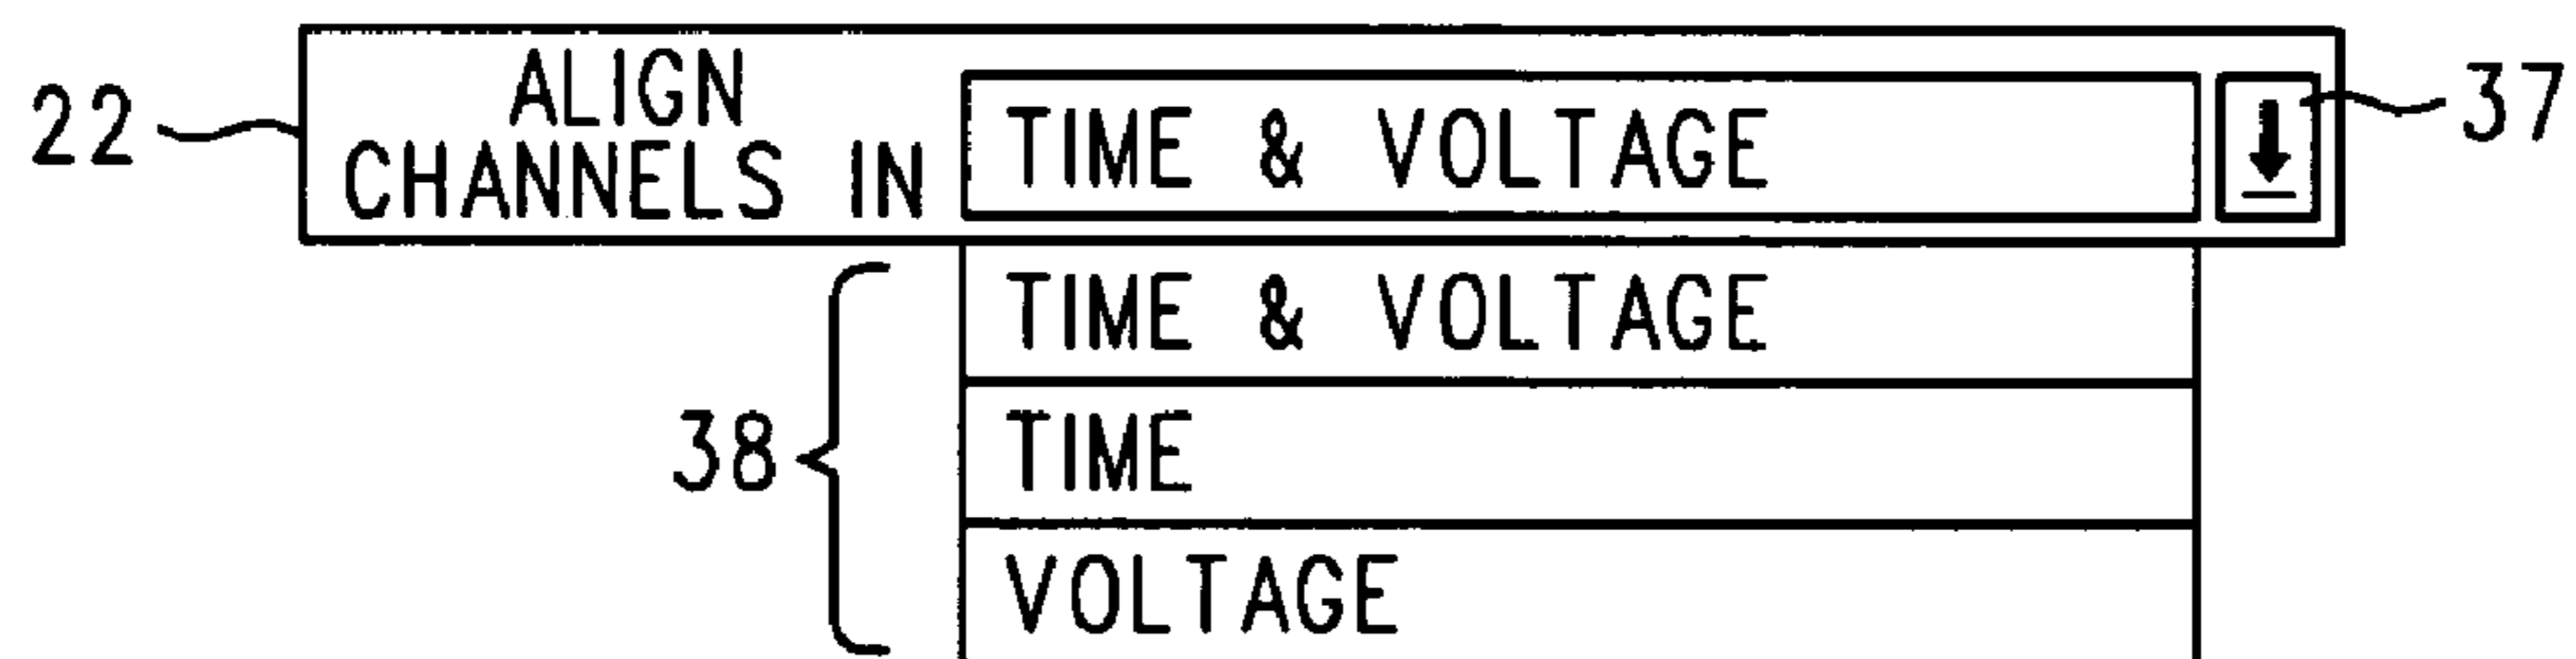 ALIGN
CHANNELS IN
TIME & VOLTAGE
22
37
TIME & VOLTAGE
38
TIME
VOLTAGE